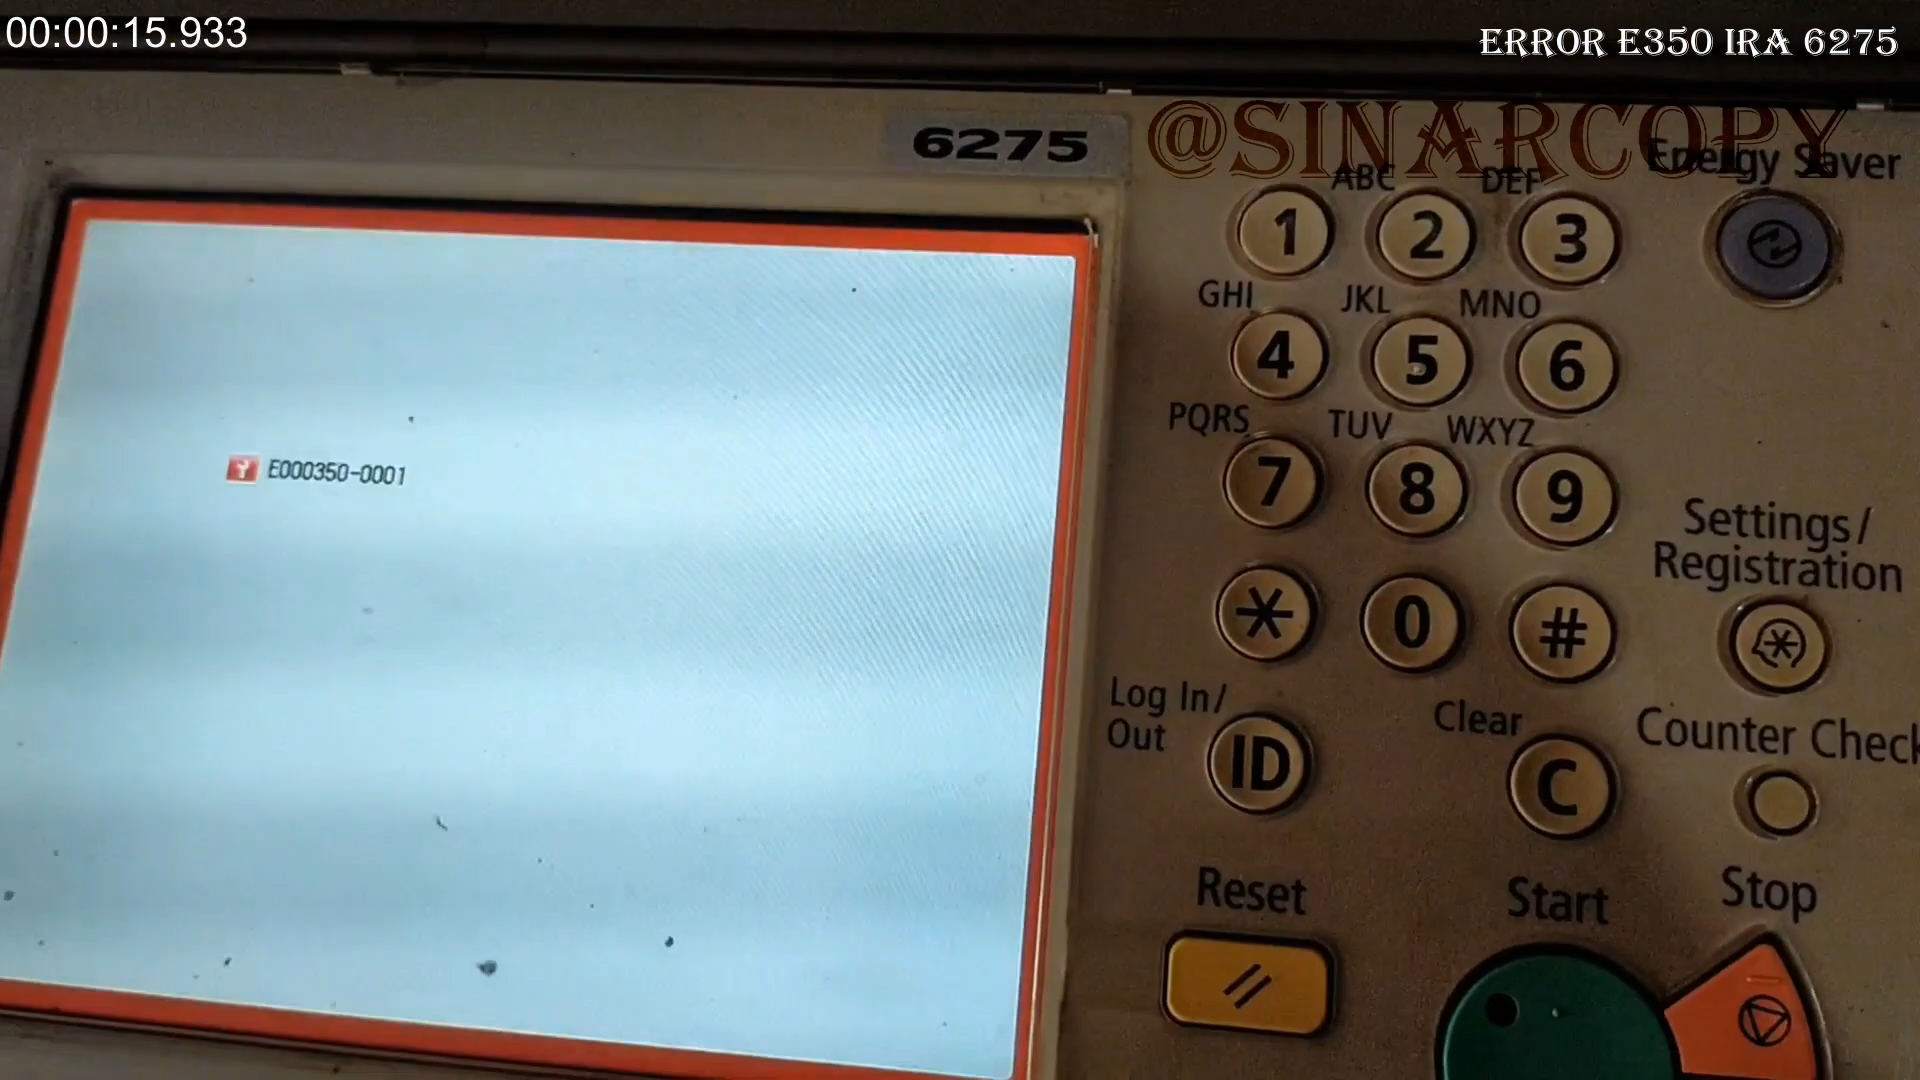 00:00:15.933
ERROR E350 IRA 6275
@SINARCOPY
6275
Energy Saver
ABC
DEF
1
2
3
GHI
JKL
MNO
4
5
6
PQRS
TUV
WXYZ
7
8
9
E000350-0001
Settings/
Registration
*
0
#
Log In/
Out
ID
Clear
C
Counter Check
Reset
Start
Stop